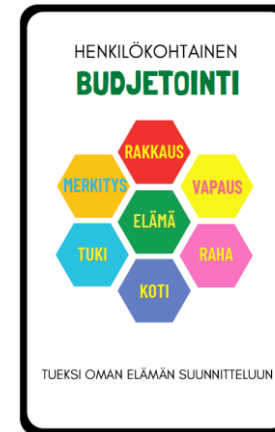 HENKILÖKOHTAINEN
BUDJETOINTI
RAKKAUS
MERKITYS
VAPAUS
ELÄMÄ
TUKI
RAHA
KOTI
TUEKSI OMAN ELÄMÄN SUUNNITTELUUN